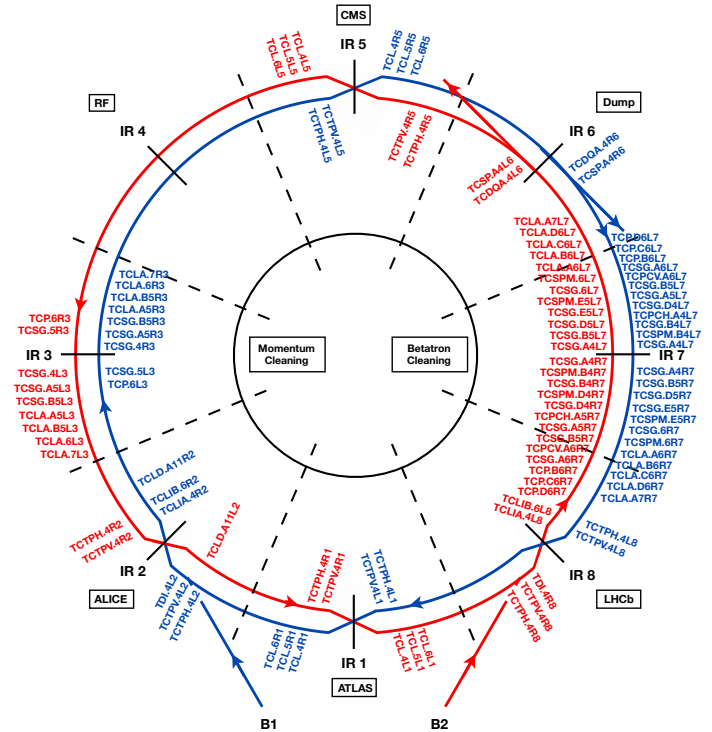 CMS
IR 5
TCL.4L5
TCL.5L5
TCL.6L5
TCL.4R5
TCL.5R5
TCL.6R5
TCTPV.4L5
TCTPH.4L5
TCTPV.4R5
TCTPH.4R5
RF
IR 4
Dump
IR 6
TCDQA.4R6
TCSP.A4R6
TCSP.A4L6
TCDQA.4L6
TCLA.A7L7
TCLA.D6L7
TCLA.C6L7
TCLA.B6L7
TCLA.A6L7
TCSPM.6L7
TCSG.6L7
TCSPM.E5L7
TCSG.E5L7
TCSG.D5L7
TCSG.B5L7
TCSG.A4L7
TCP.D6L7
TCP.C6L7
TCP.B6L7
TCSG.A6L7
TCPCV.A6L7
TCSG.B5L7
TCSG.A5L7
TCSG.D4L7
TCPCH.A4L7
TCSG.B4L7
TCSPM.B4L7
TCSG.A4L7
IR 7
TCSG.A4R7
TCSPM.B4R7
TCSG.B4R7
TCSPM.D4R7
TCSG.D4R7
TCPCH.A5R7
TCSG.A5R7
TCSG.B5R7
TCPCV.A6R7
TCSG.A6R7
TCP.B6R7
TCP.C6R7
TCP.D6R7
TCSG.A4R7
TCSG.B5R7
TCSG.D5R7
TCSG.E5R7
TCSPM.E5R7
TCSG.6R7
TCSPM.6R7
TCLA.A6R7
TCLA.B6R7
TCLA.C6R7
TCLA.D6R7
TCLA.A7R7
Momentum
Cleaning
Betatron
Cleaning
TCLA.7R3
TCLA.6R3
TCLA.B5R3
TCLA.A5R3
TCSG.B5R3
TCSG.A5R3
TCSG.4R3
TCP.6R3
TCSG.5R3
IR 3
TCSG.5L3
TCP.6L3
TCSG.4L3
TCSG.A5L3
TCSG.B5L3
TCLA.A5L3
TCLA.B5L3
TCLA.6L3
TCLA.7L3
TCLD.A11R2
TCLIB.6R2
TCLIA.4R2
TCTPH.4R2
TCTPV.4R2
TCLD.A11L2
IR 2
ALICE
TDI.4L2
TCTPV.4L2
TCTPH.4L2
TCTPH.4R1
TCTPV.4R1
TCTPH.4L1
TCTPV.4L1
TCL.6R1
TCL.5R1
TCL.4R1
IR 1
ATLAS
TCL.6L1
TCL.5L1
TCL.4L1
TCLIB.6L8
TCLIA.4L8
TCTPH.4L8
TCTPV.4L8
IR 8
LHCb
TDI.4R8
TCTPV.4R8
TCTPH.4R8
B1
B2